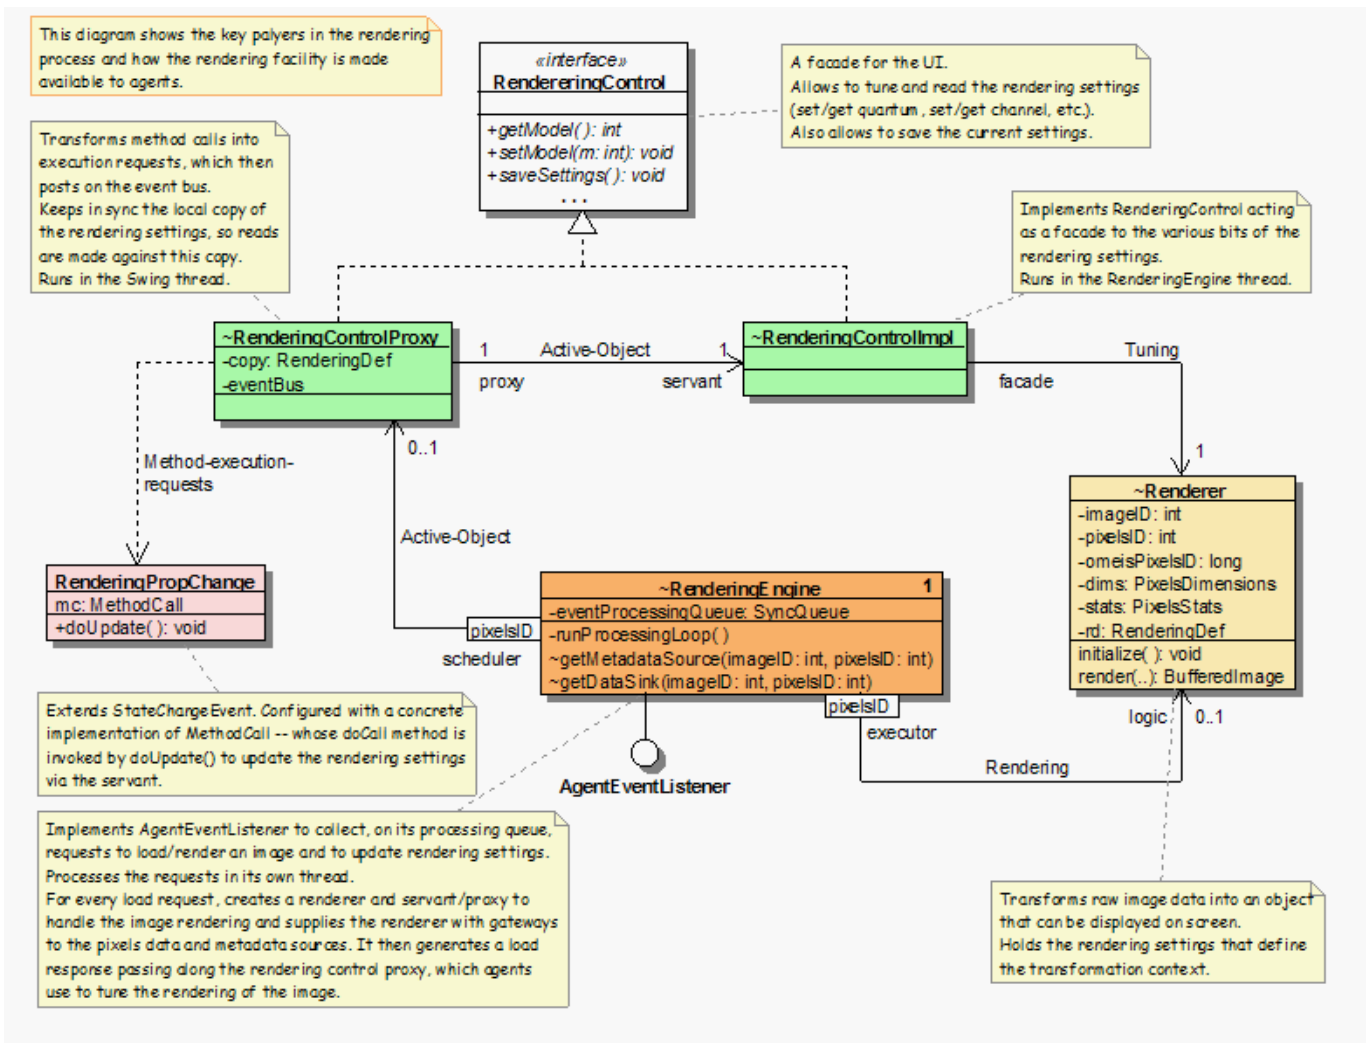 This diagram shows the key palyers in the rendering
process and how the rendering facility is made
available to agents.
«interface»
RendereringControl
+getModel( ): int
+setModel(m: int): void
+saveSettings( ): void
...
A facade for the UI.
Allows to tune and read the rendering settings
(set/get quantum, set/get channel, etc.).
Also allows to save the current settings.
Transforms method calls into
execution requests, which then
posts on the event bus.
Keeps in sync the local copy of
the rendering settings, so reads
are made against this copy.
Runs in the Swing thread.
Implements RenderingControl acting
as a facade to the various bits of the
rendering settings.
Runs in the RenderingEngine thread.
~RenderingControlProxy
-copy: RenderingDef
-eventBus
1
Active-Object
1
proxy
servant
~RenderingControlImpl
Tuning
facade
1
0..1
Method-execution-
requests
Active-Object
~Renderer
-imageID: int
-pixelsID: int
-omeisPixelsID: long
-dims: PixelsDimensions
-stats: PixelsStats
-rd: RenderingDef
initialize( ): void
render(..): BufferedImage
RenderingPropChange
mc: MethodCall
+doUpdate( ): void
pixelsID
scheduler
~RenderingEngine
1
-eventProcessingQueue: SyncQueue
-runProcessingLoop( )
~getMetadataSource(imageID: int, pixelsID: int)
~getDataSink(imageID: int, pixelsID: int)
pixelsID
executor
logic
0..1
Rendering
AgentEventListener
Extends StateChangeEvent. Configured with a concrete
implementation of MethodCall -- whose doCall method is
invoked by doUpdate() to update the rendering settings
via the servant.
Implements AgentEventListener to collect, on its processing queue,
requests to load/render an image and to update rendering settings.
Processes the requests in its own thread.
For every load request, creates a renderer and servant/proxy to
handle the image rendering and supplies the renderer with gateways
to the pixels data and metadata sources. It then generates a load
response passing along the rendering control proxy, which agents
use to tune the rendering of the image.
Transforms raw image data into an object
that can be displayed on screen.
Holds the rendering settings that define
the transformation context.